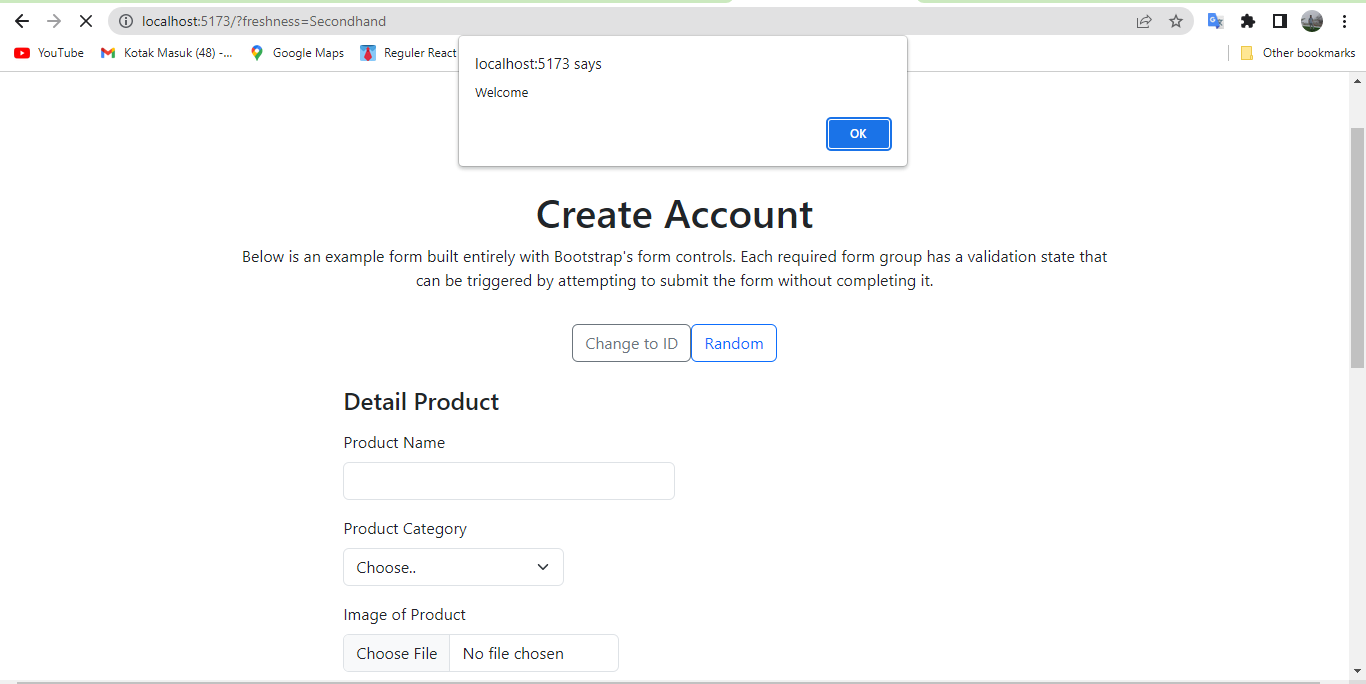 localhost:5173/?freshness=Secondhand
YouTube Kotak Masuk (48) -... Google Maps Reguler React Other bookmarks
localhost:5173 says
Welcome
OK
Create Account
Below is an example form built entirely with Bootstrap's form controls. Each required form group has a validation state that
can be triggered by attempting to submit the form without completing it.
Change to ID Random
Detail Product
Product Name
Product Category
Choose..
Image of Product
Choose File No file chosen